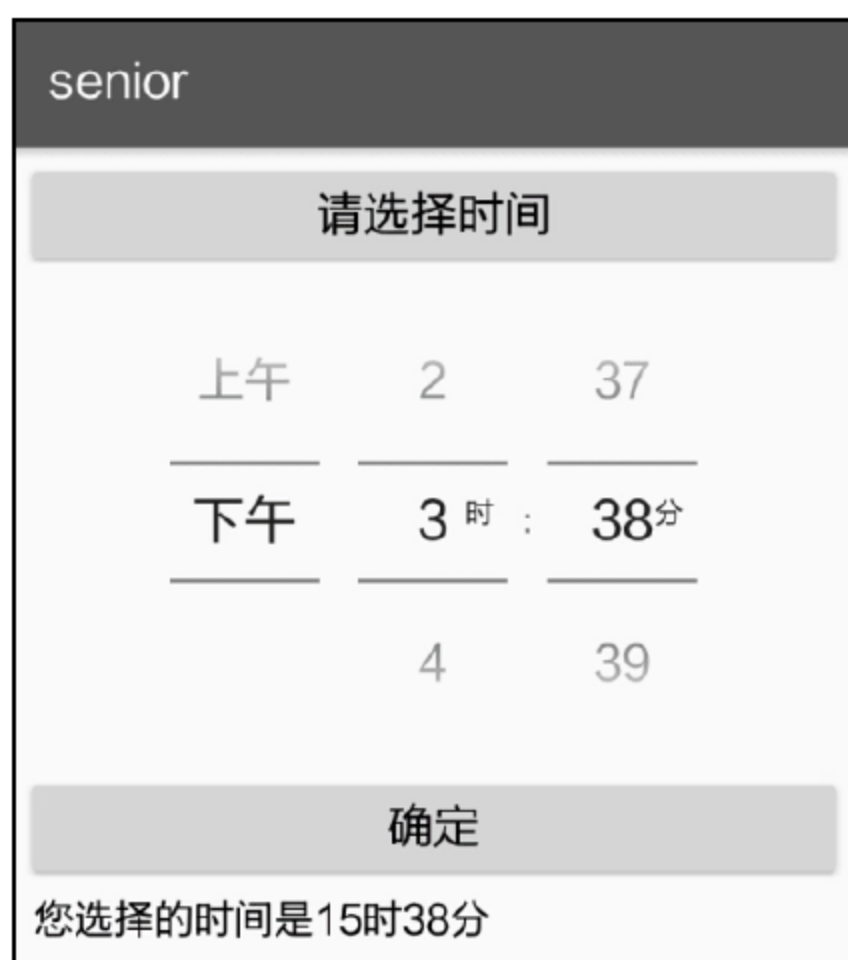 senior
请选择时间
上午 2 37
下午 3 时 : 38分
4 39
确定
您选择的时间是15时38分